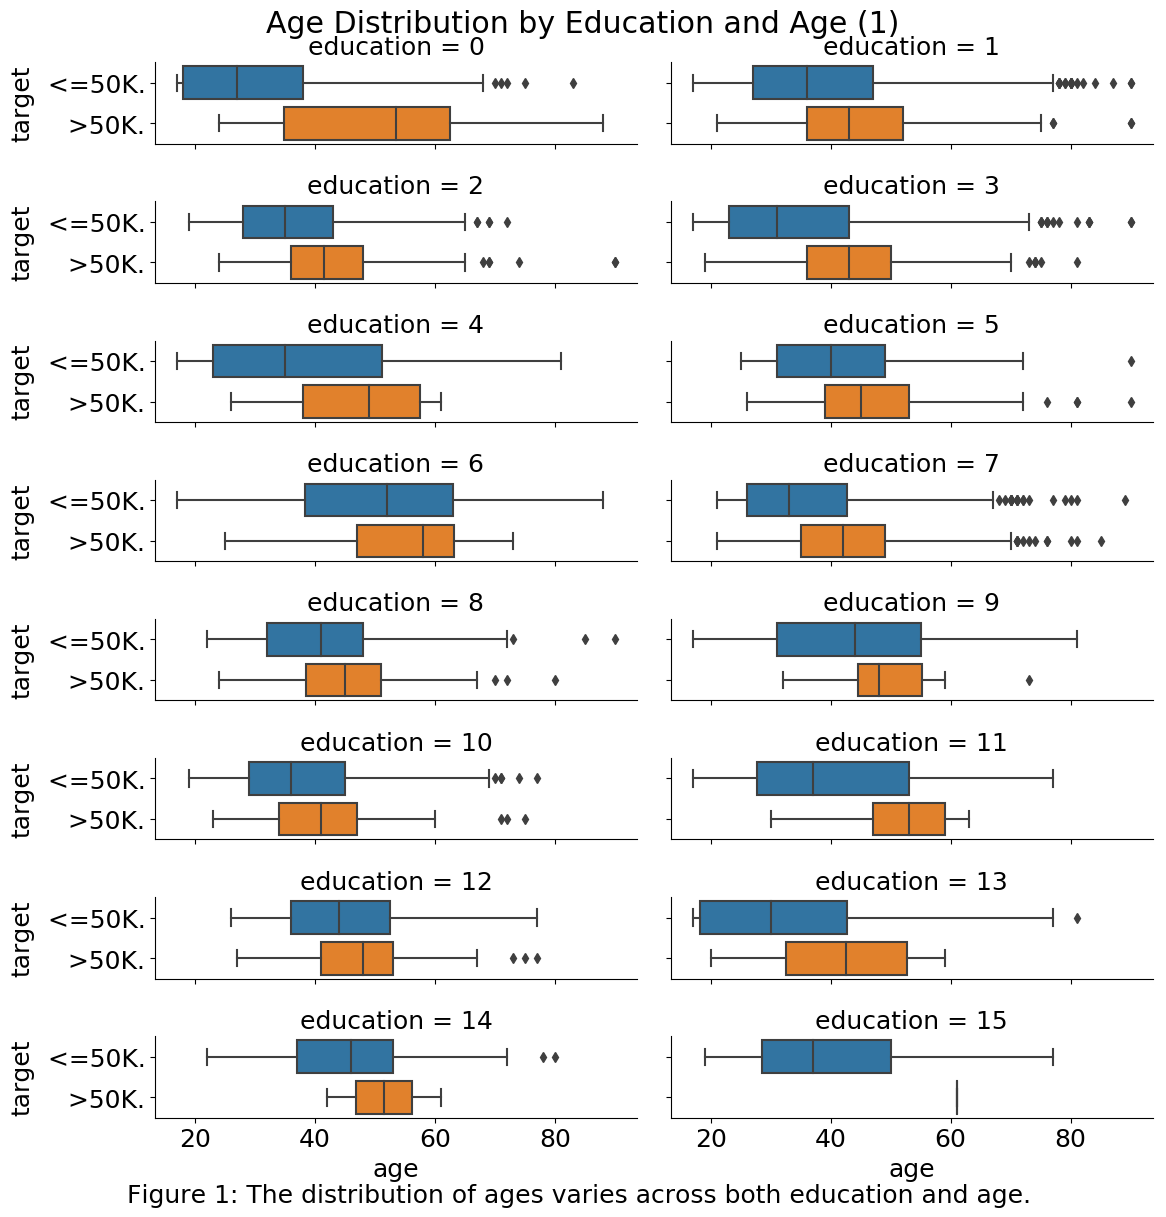 Age Distribution by Education and Age (1)
education = 0
education = 1
target
<=50K.
>50K.
education = 2
education = 3
target
<=50K.
>50K.
education = 4
education = 5
target
<=50K.
>50K.
education = 6
education = 7
target
<=50K.
>50K.
education = 8
education = 9
target
<=50K.
>50K.
education = 10
education = 11
target
<=50K.
>50K.
education = 12
education = 13
target
<=50K.
>50K.
education = 14
education = 15
target
<=50K.
>50K.
20 40 60 80
20 40 60 80
age
age
Figure 1: The distribution of ages varies across both education and age.